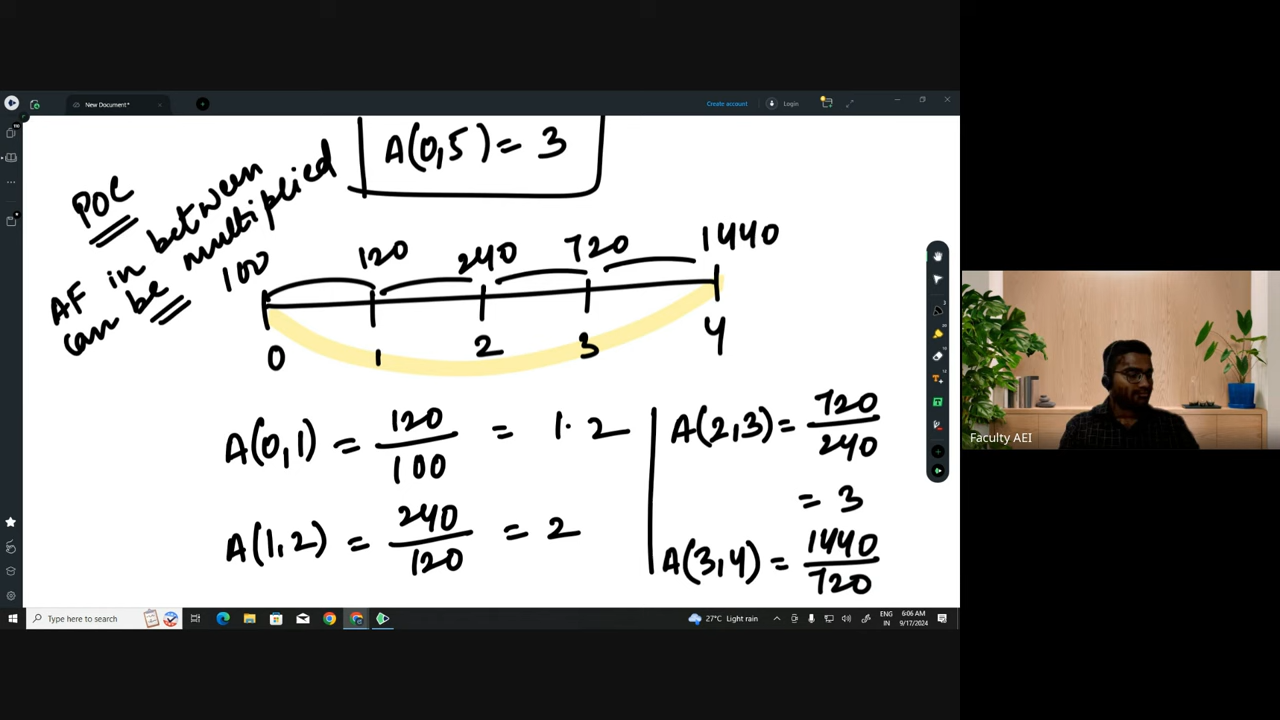 New Document*
Create account
Login
A(0,5) = 3
POC
AF in between
can be multiplied
100 120 240 720 1440
0 1 2 3 4
A(0,1) = 120/100 = 1.2
A(1,2) = 240/120 = 2
A(2,3) = 720/240
= 3
A(3,4) = 1440/720
Faculty AEI
Type here to search
27°C Light rain
ENG
IN
6:06 AM
9/17/2024